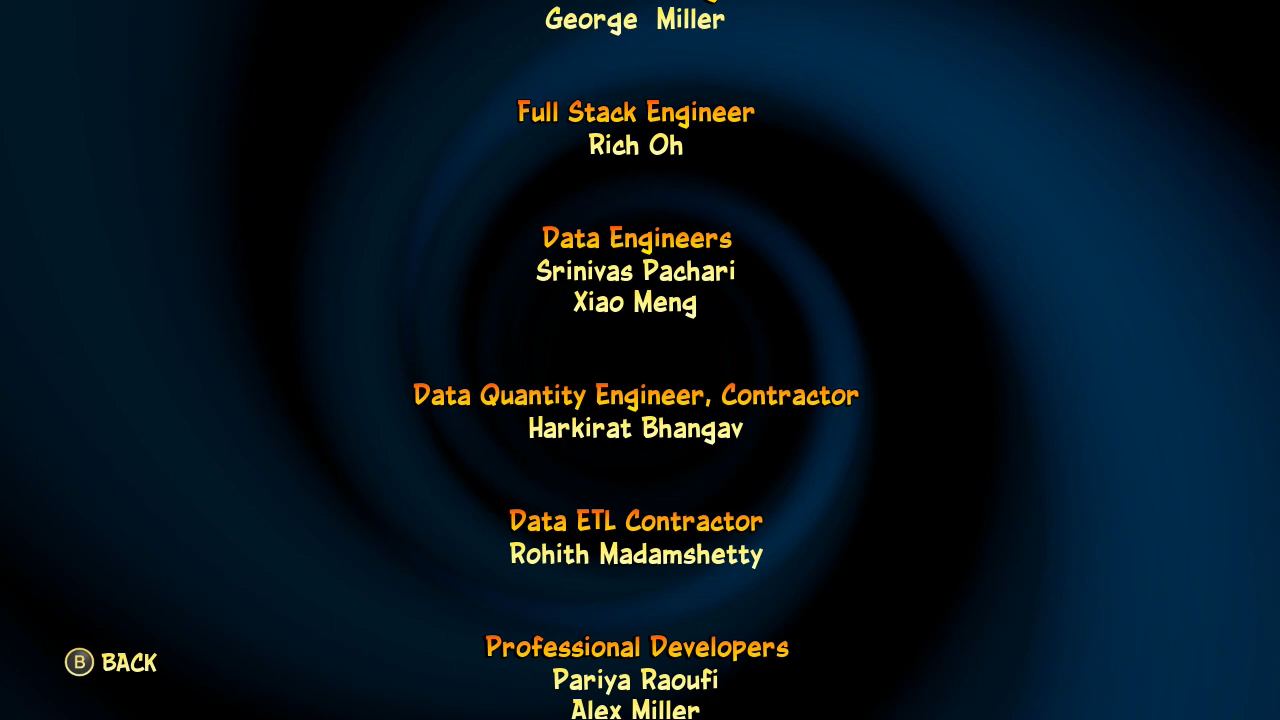 George Miller
Full Stack Engineer
Rich Oh
Data Engineers
Srinivas Pachari
Xiao Meng
Data Quantity Engineer, Contractor
Harkirat Bhangav
Data ETL Contractor
Rohith Madamshetty
Professional Developers
Pariya Raoufi
Alex Miller
B BACK